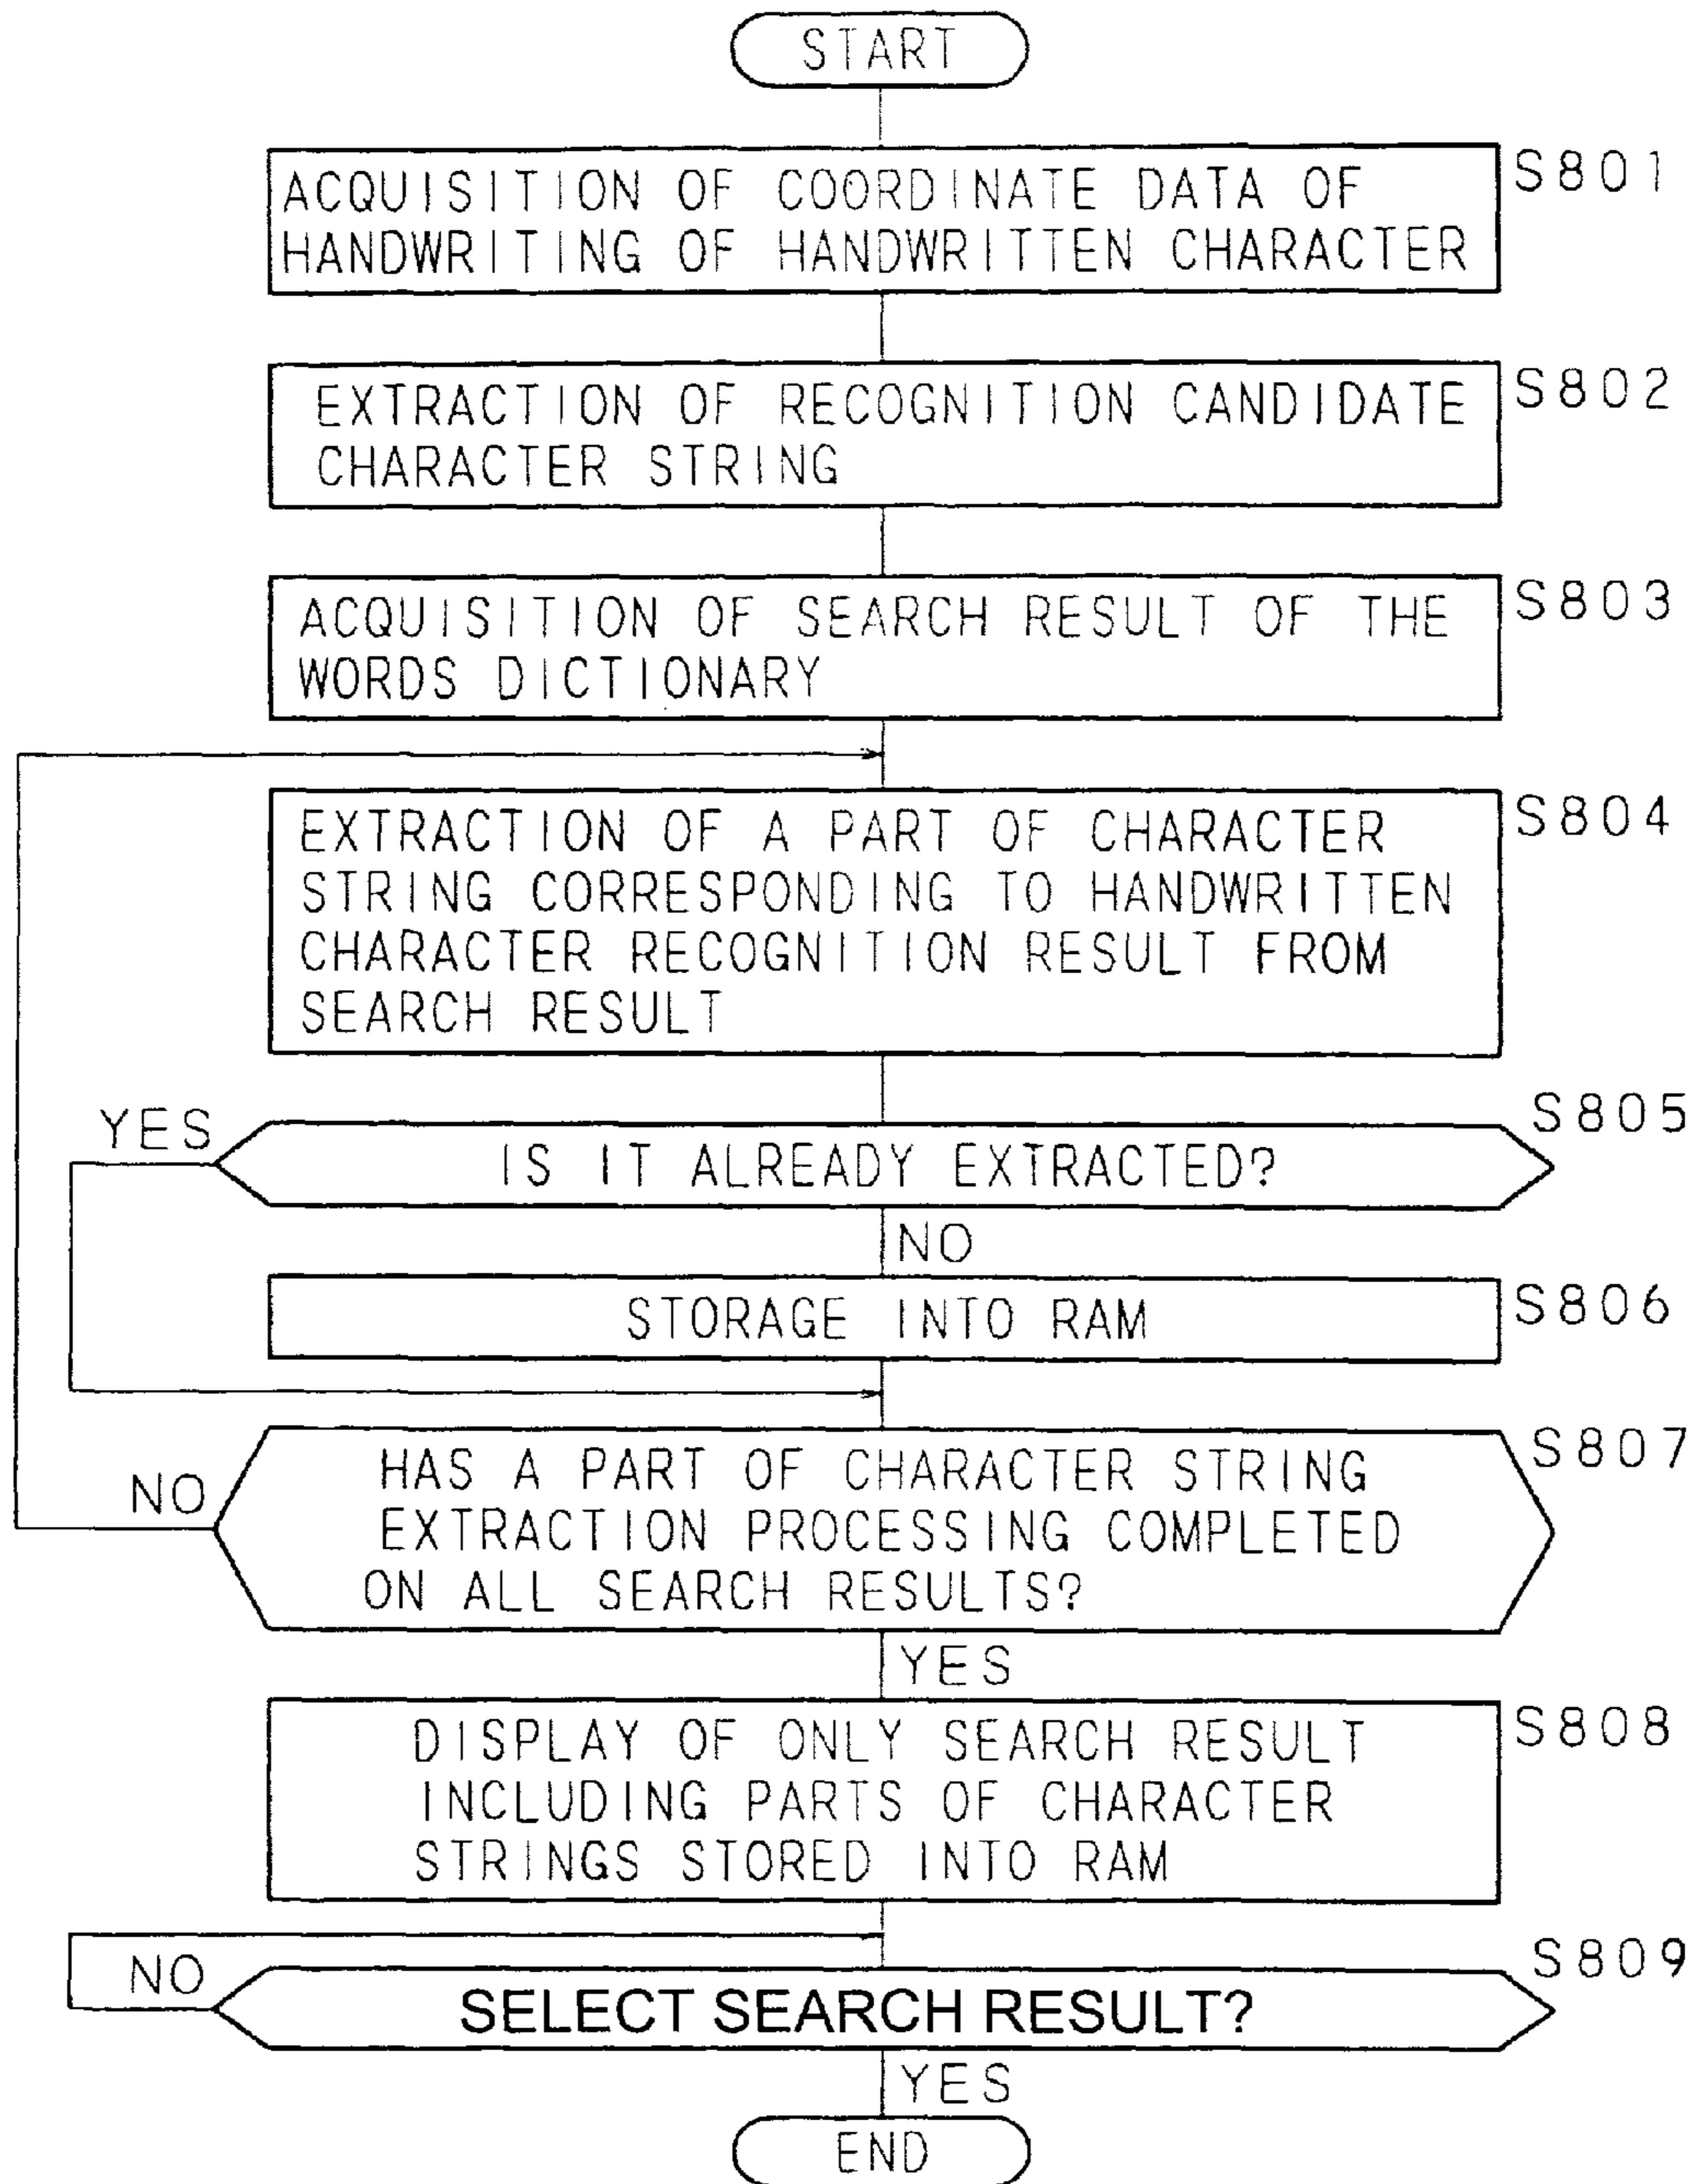 START
S801
ACQUISITION OF COORDINATE DATA OF
HANDWRITING OF HANDWRITTEN CHARACTER
S802
EXTRACTION OF RECOGNITION CANDIDATE
CHARACTER STRING
S803
ACQUISITION OF SEARCH RESULT OF THE
WORDS DICTIONARY
S804
EXTRACTION OF A PART OF CHARACTER
STRING CORRESPONDING TO HANDWRITTEN
CHARACTER RECOGNITION RESULT FROM
SEARCH RESULT
S805
YES
IS IT ALREADY EXTRACTED?
NO
S806
STORAGE INTO RAM
S807
HAS A PART OF CHARACTER STRING
NO
EXTRACTION PROCESSING COMPLETED
ON ALL SEARCH RESULTS?
YES
S808
DISPLAY OF ONLY SEARCH RESULT
INCLUDING PARTS OF CHARACTER
STRINGS STORED INTO RAM
S809
NO
SELECT SEARCH RESULT?
YES
END